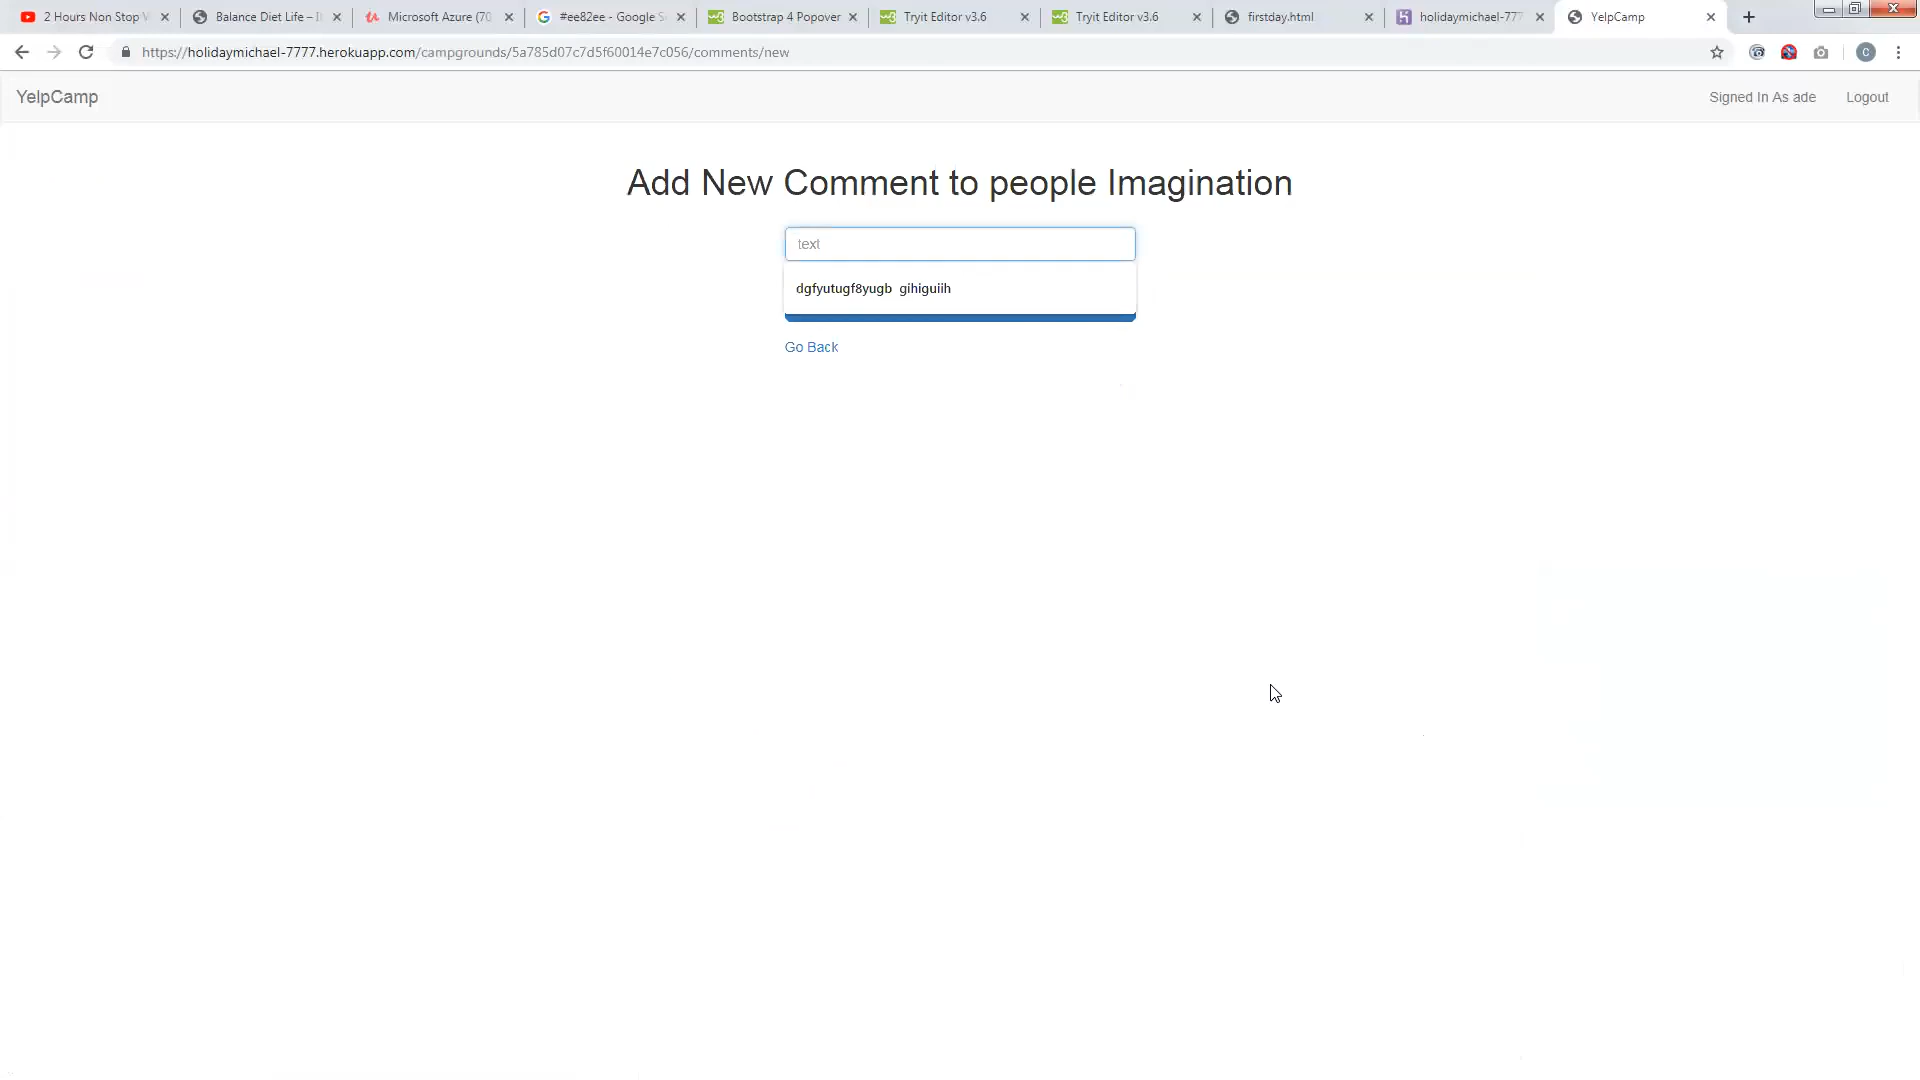 2 Hours Non Stop
Balance Diet Life –
Microsoft Azure (70
#ee82ee - Google S
Bootstrap 4 Popover
Tryit Editor v3.6
Tryit Editor v3.6
firstday.html
holidaymichael-777
YelpCamp
https://holidaymichael-7777.herokuapp.com/campgrounds/5a785d07c7d5f60014e7c056/comments/new
C
YelpCamp
Signed In As ade
Logout
Add New Comment to people Imagination
text
dgfyutugf8yugb gihiguiih
Go Back